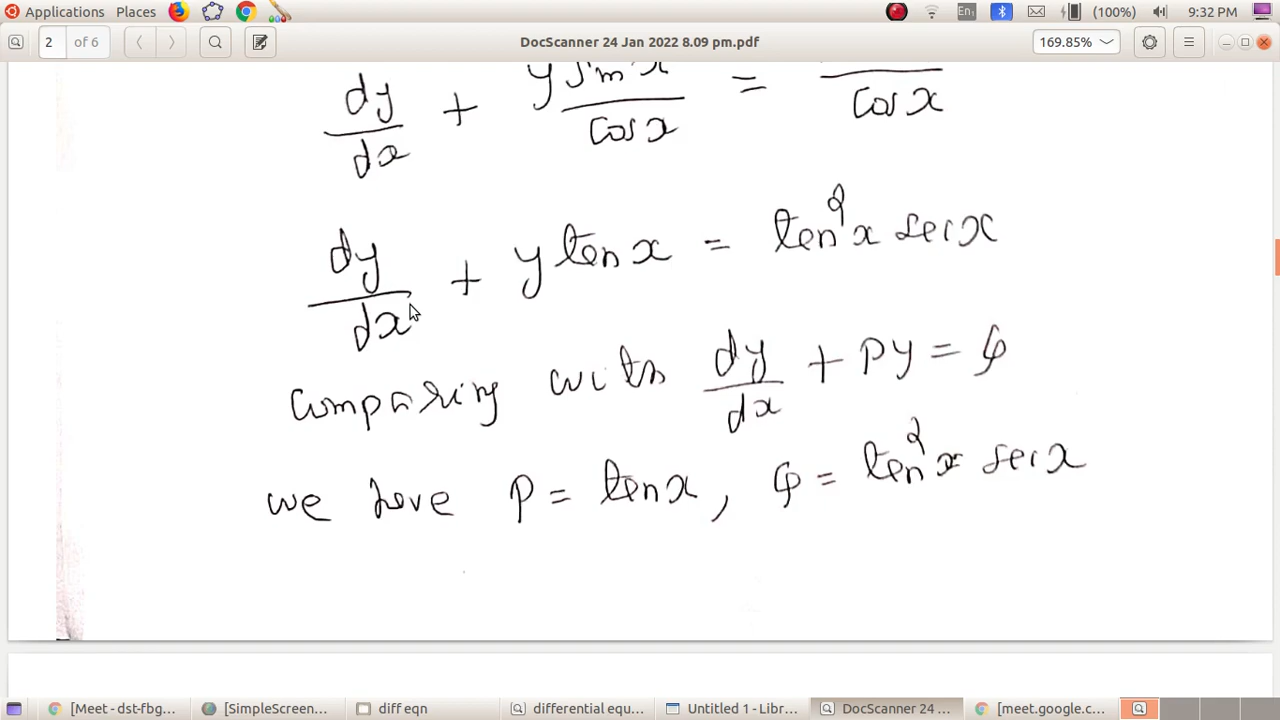 Applications Places En1 (100%) 9:32 PM
2 of 6 DocScanner 24 Jan 2022 8.09 pm.pdf 169.85%
dy/dx + y sin x / cos x = / cos x
dy/dx + y tan x = tan²x sec x
comparing with dy/dx + Py = Q
we have P = tan x, Q = tan²x sec x
[Meet - dst-fbg... [SimpleScreen... diff eqn differential equ... Untitled 1 - Libr... DocScanner 24 ... [meet.google.c...